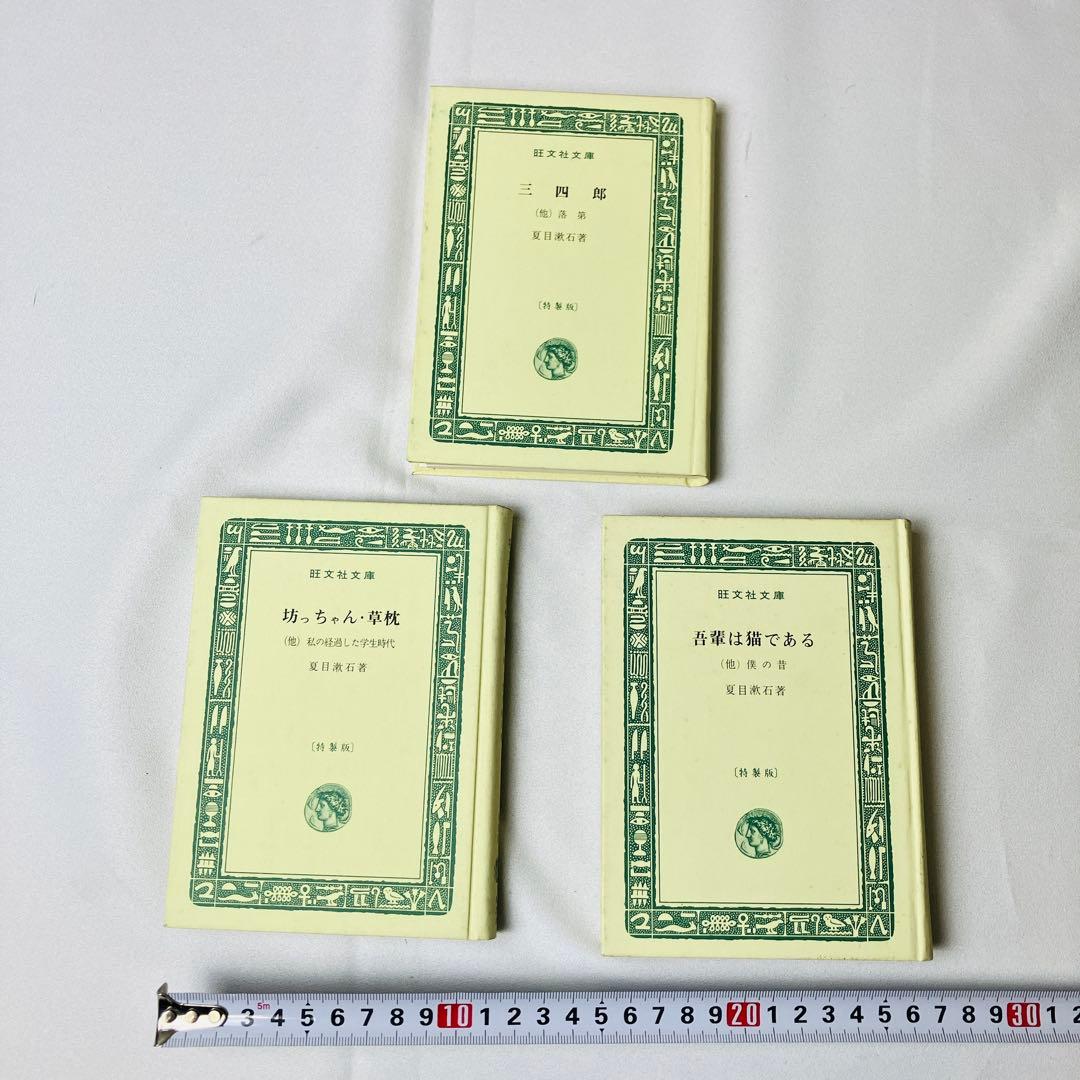 旺文社文庫
三四郎
(他) 落第
夏目漱石著
〔特製版〕
旺文社文庫
坊っちゃん・草枕
(他) 私の経過した学生時代
夏目漱石著
〔特製版〕
旺文社文庫
吾輩は猫である
(他) 僕の昔
夏目漱石著
〔特製版〕
5m
3 4 5 6 7 8 9 10 1 2 3 4 5 6 7 8 9 20 1 2 3 4 5 6 7 8 9 30 1 2